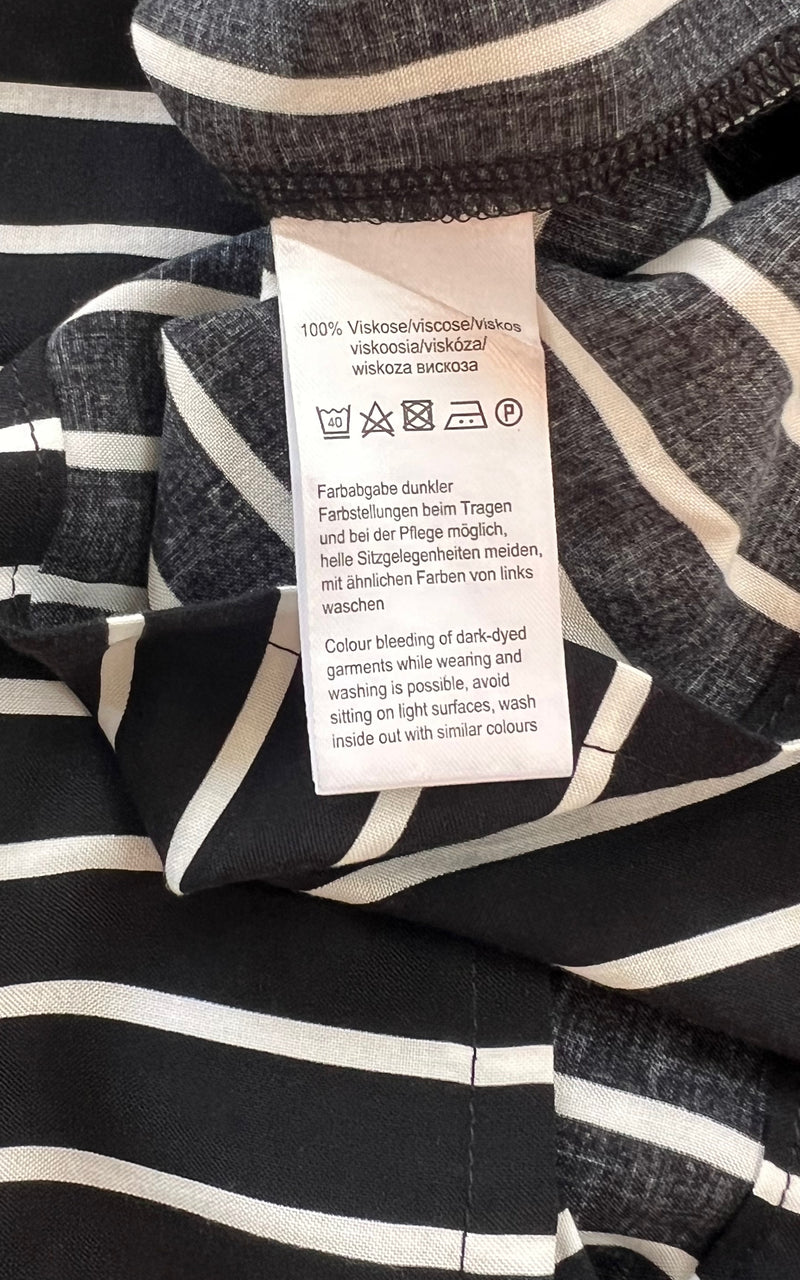 100% Viskose/viscose/viskos
viskoosia/viskóza/
wiskoza вискоза
40 P
Farbabgabe dunkler
Farbstellungen beim Tragen
und bei der Pflege möglich,
helle Sitzgelegenheiten meiden,
mit ähnlichen Farben von links
waschen
Colour bleeding of dark-dyed
garments while wearing and
washing is possible, avoid
sitting on light surfaces, wash
inside out with similar colours